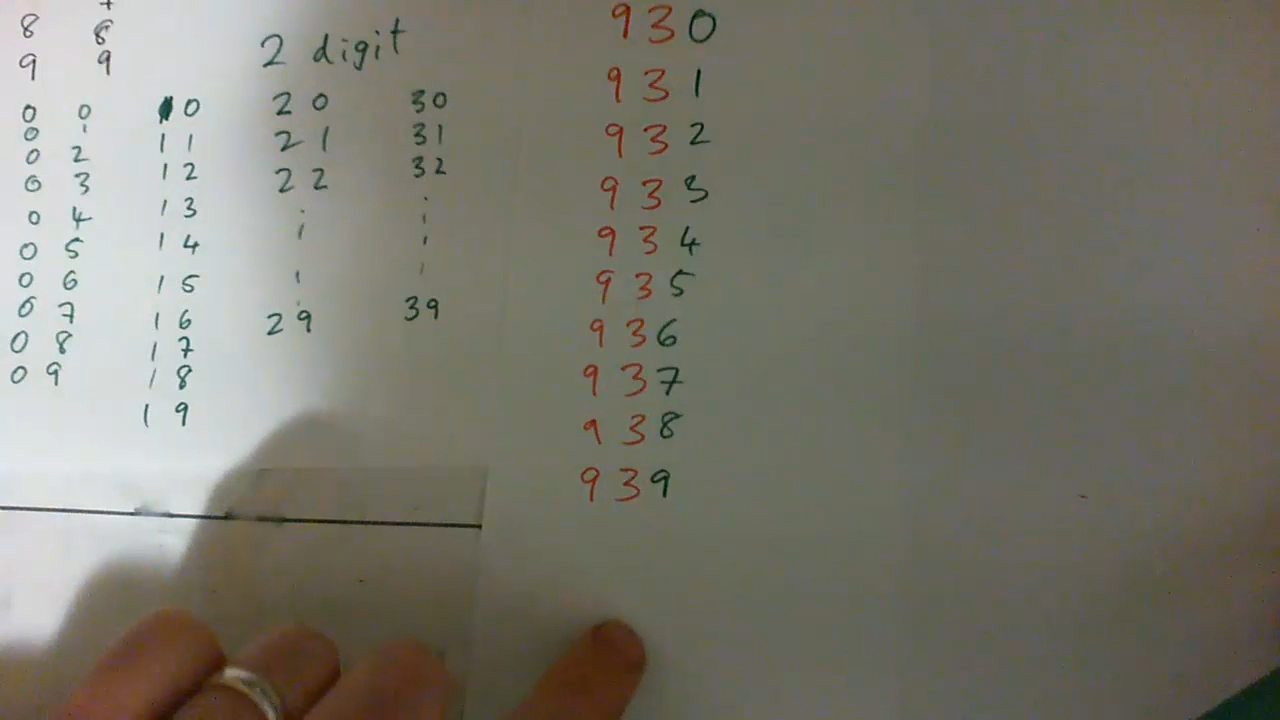 8 8
9 9
2 digit
0 0 10 20 30
0 1 11 21 31
0 2 12 22 32
0 3 13
0 4 14
0 5 15
0 6 16 29 39
0 7 17
0 8 18
0 9 19
930
931
932
933
934
935
936
937
938
939